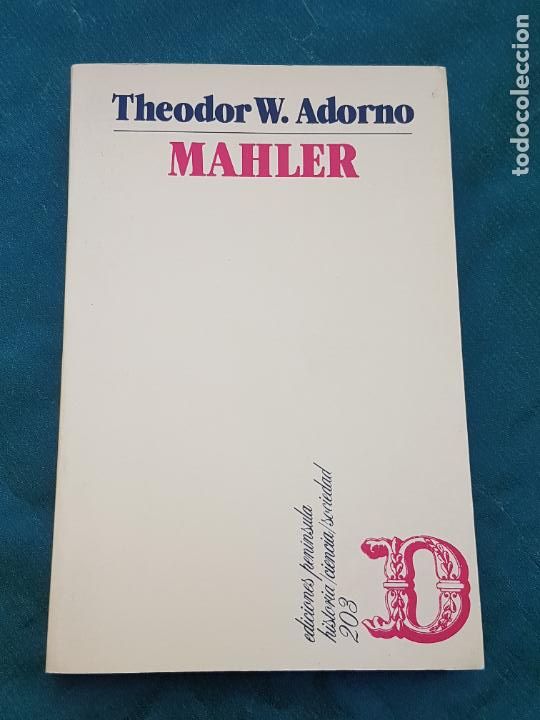 Theodor W. Adorno
MAHLER
ediciones/península
historia/ciencia/sociedad
203
todocoleccion